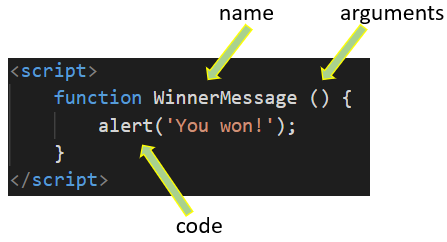 name
arguments
<script>
function WinnerMessage () {
alert('You won!');
}
</script>
code